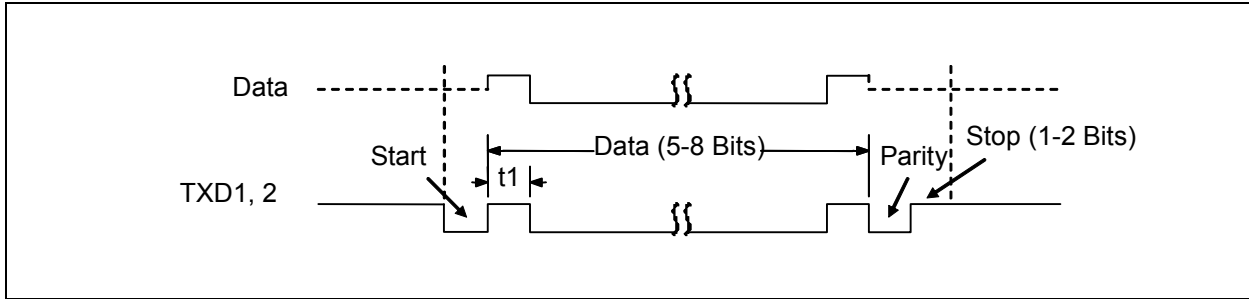 Data
Stop (1-2 Bits)
Start
Data (5-8 Bits)
Parity
t1
TXD1, 2